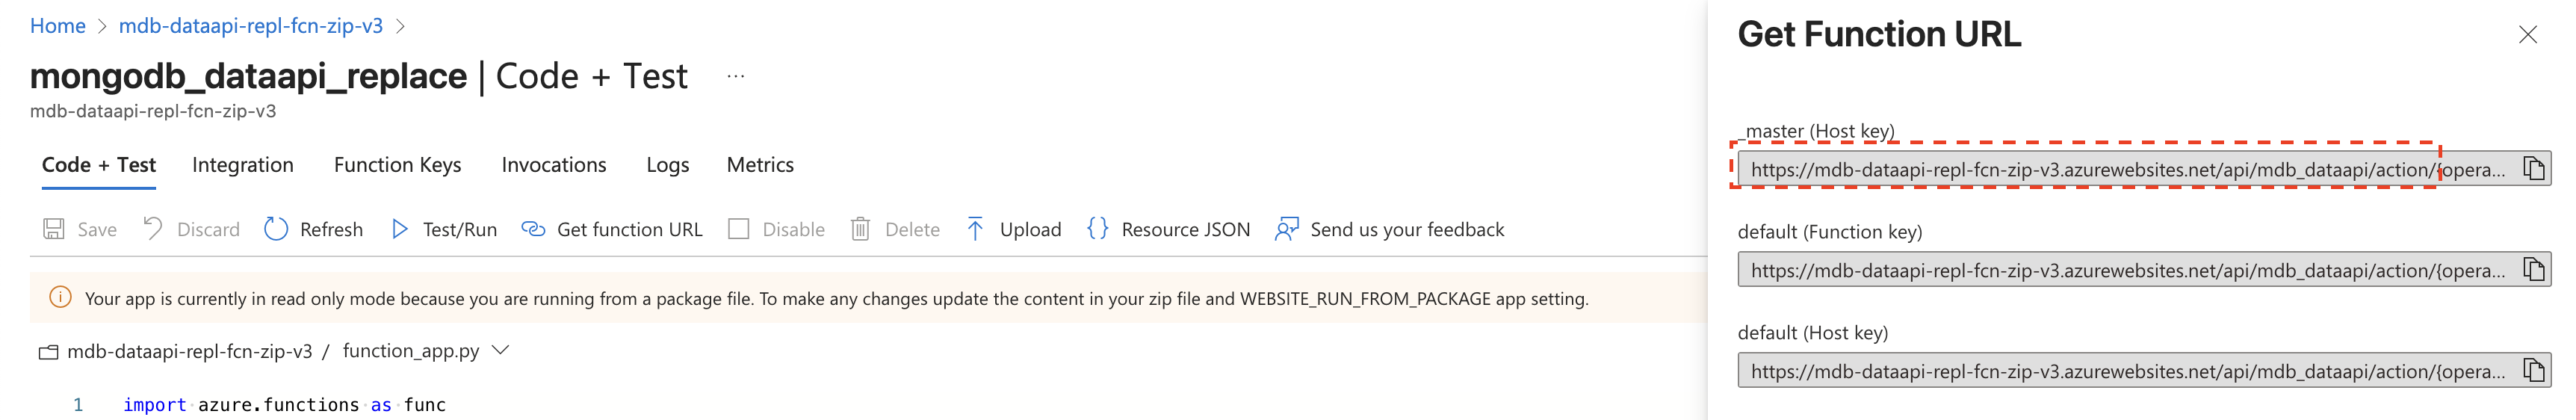 Home > mdb-dataapi-repl-fcn-zip-v3 >
mongodb_dataapi_replace | Code + Test ...
mdb-dataapi-repl-fcn-zip-v3
Code + Test Integration Function Keys Invocations Logs Metrics
Save Discard Refresh Test/Run Get function URL Disable Delete Upload Resource JSON Send us your feedback
Your app is currently in read only mode because you are running from a package file. To make any changes update the content in your zip file and WEBSITE_RUN_FROM_PACKAGE app setting.
mdb-dataapi-repl-fcn-zip-v3 / function_app.py
1 import azure.functions as func
Get Function URL
_master (Host key)
https://mdb-dataapi-repl-fcn-zip-v3.azurewebsites.net/api/mdb_dataapi/action/{opera...
default (Function key)
https://mdb-dataapi-repl-fcn-zip-v3.azurewebsites.net/api/mdb_dataapi/action/{opera...
default (Host key)
https://mdb-dataapi-repl-fcn-zip-v3.azurewebsites.net/api/mdb_dataapi/action/{opera...